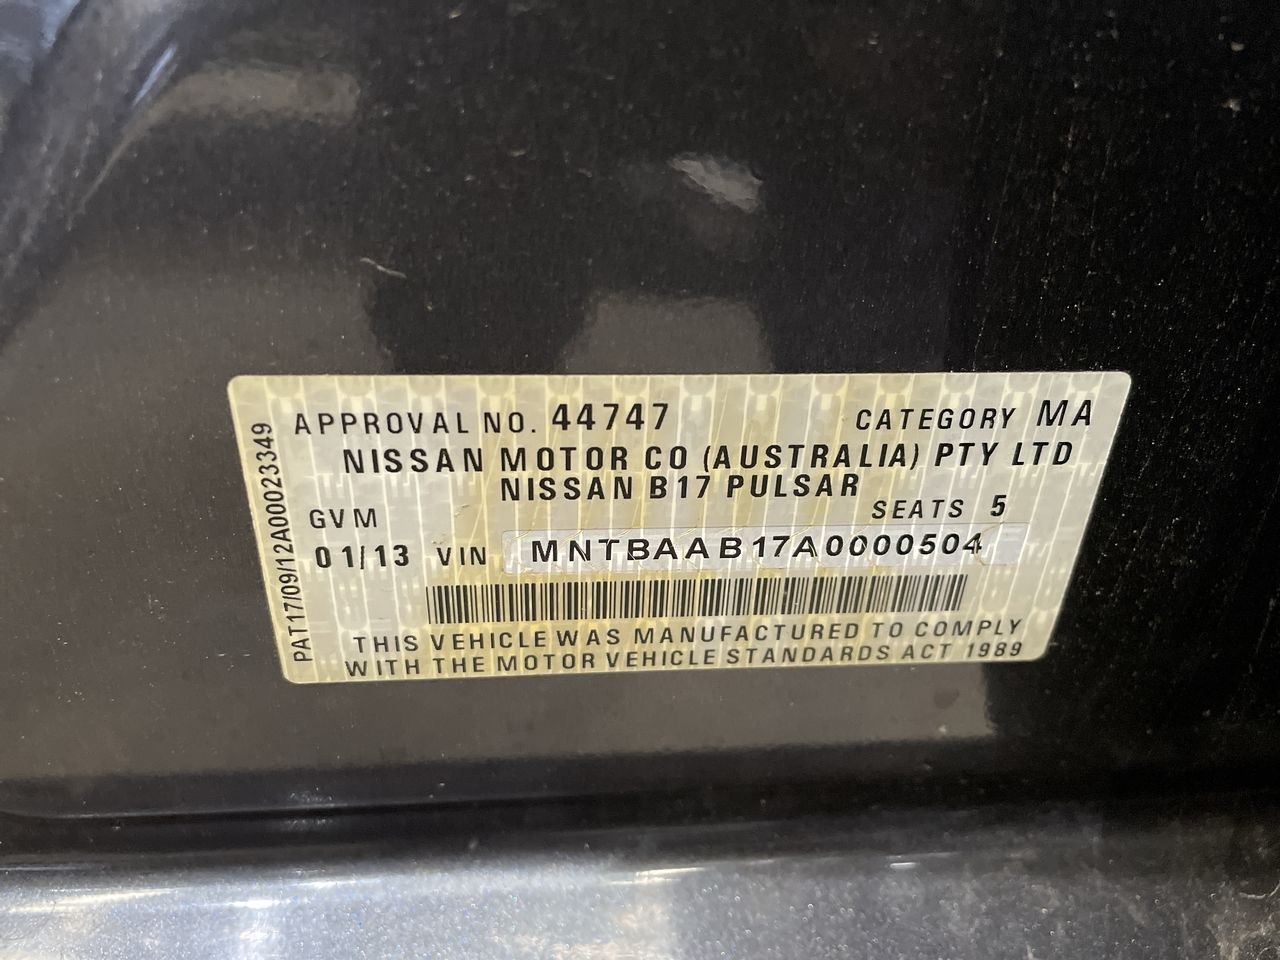 APPROVAL NO. 44747 CATEGORY MA
NISSAN MOTOR CO (AUSTRALIA) PTY LTD
NISSAN B17 PULSAR
GVM SEATS 5
01/13 VIN MNTBAAB17A0000504
THIS VEHICLE WAS MANUFACTURED TO COMPLY
WITH THE MOTOR VEHICLE STANDARDS ACT 1989
PAT17/09/12A00023349